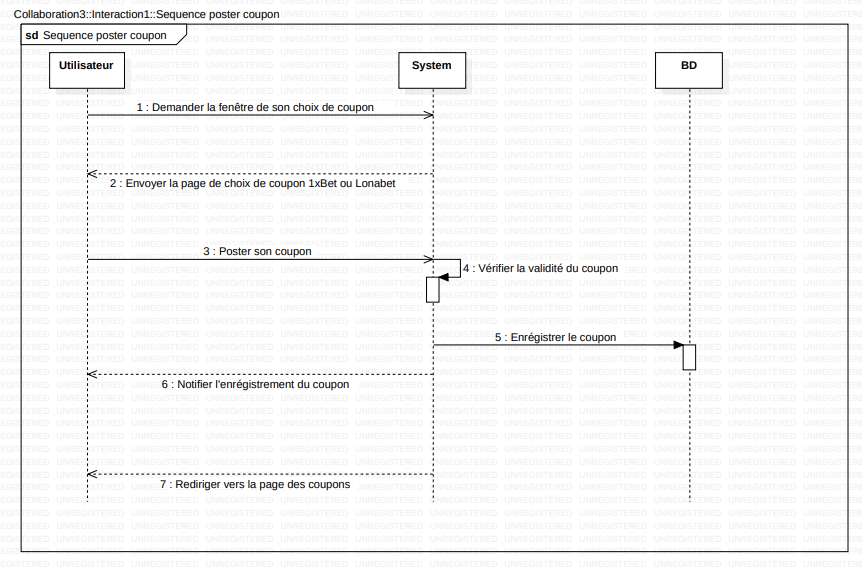 Collaboration3::Interaction1::Sequence poster coupon
sd Sequence poster coupon
Utilisateur
System
BD
1 : Demander la fenêtre de son choix de coupon
2 : Envoyer la page de choix de coupon 1xBet ou Lonabet
3 : Poster son coupon
4 : Vérifier la validité du coupon
5 : Enrégistrer le coupon
6 : Notifier l'enrégistrement du coupon
7 : Rediriger vers la page des coupons
UNREGISTERED